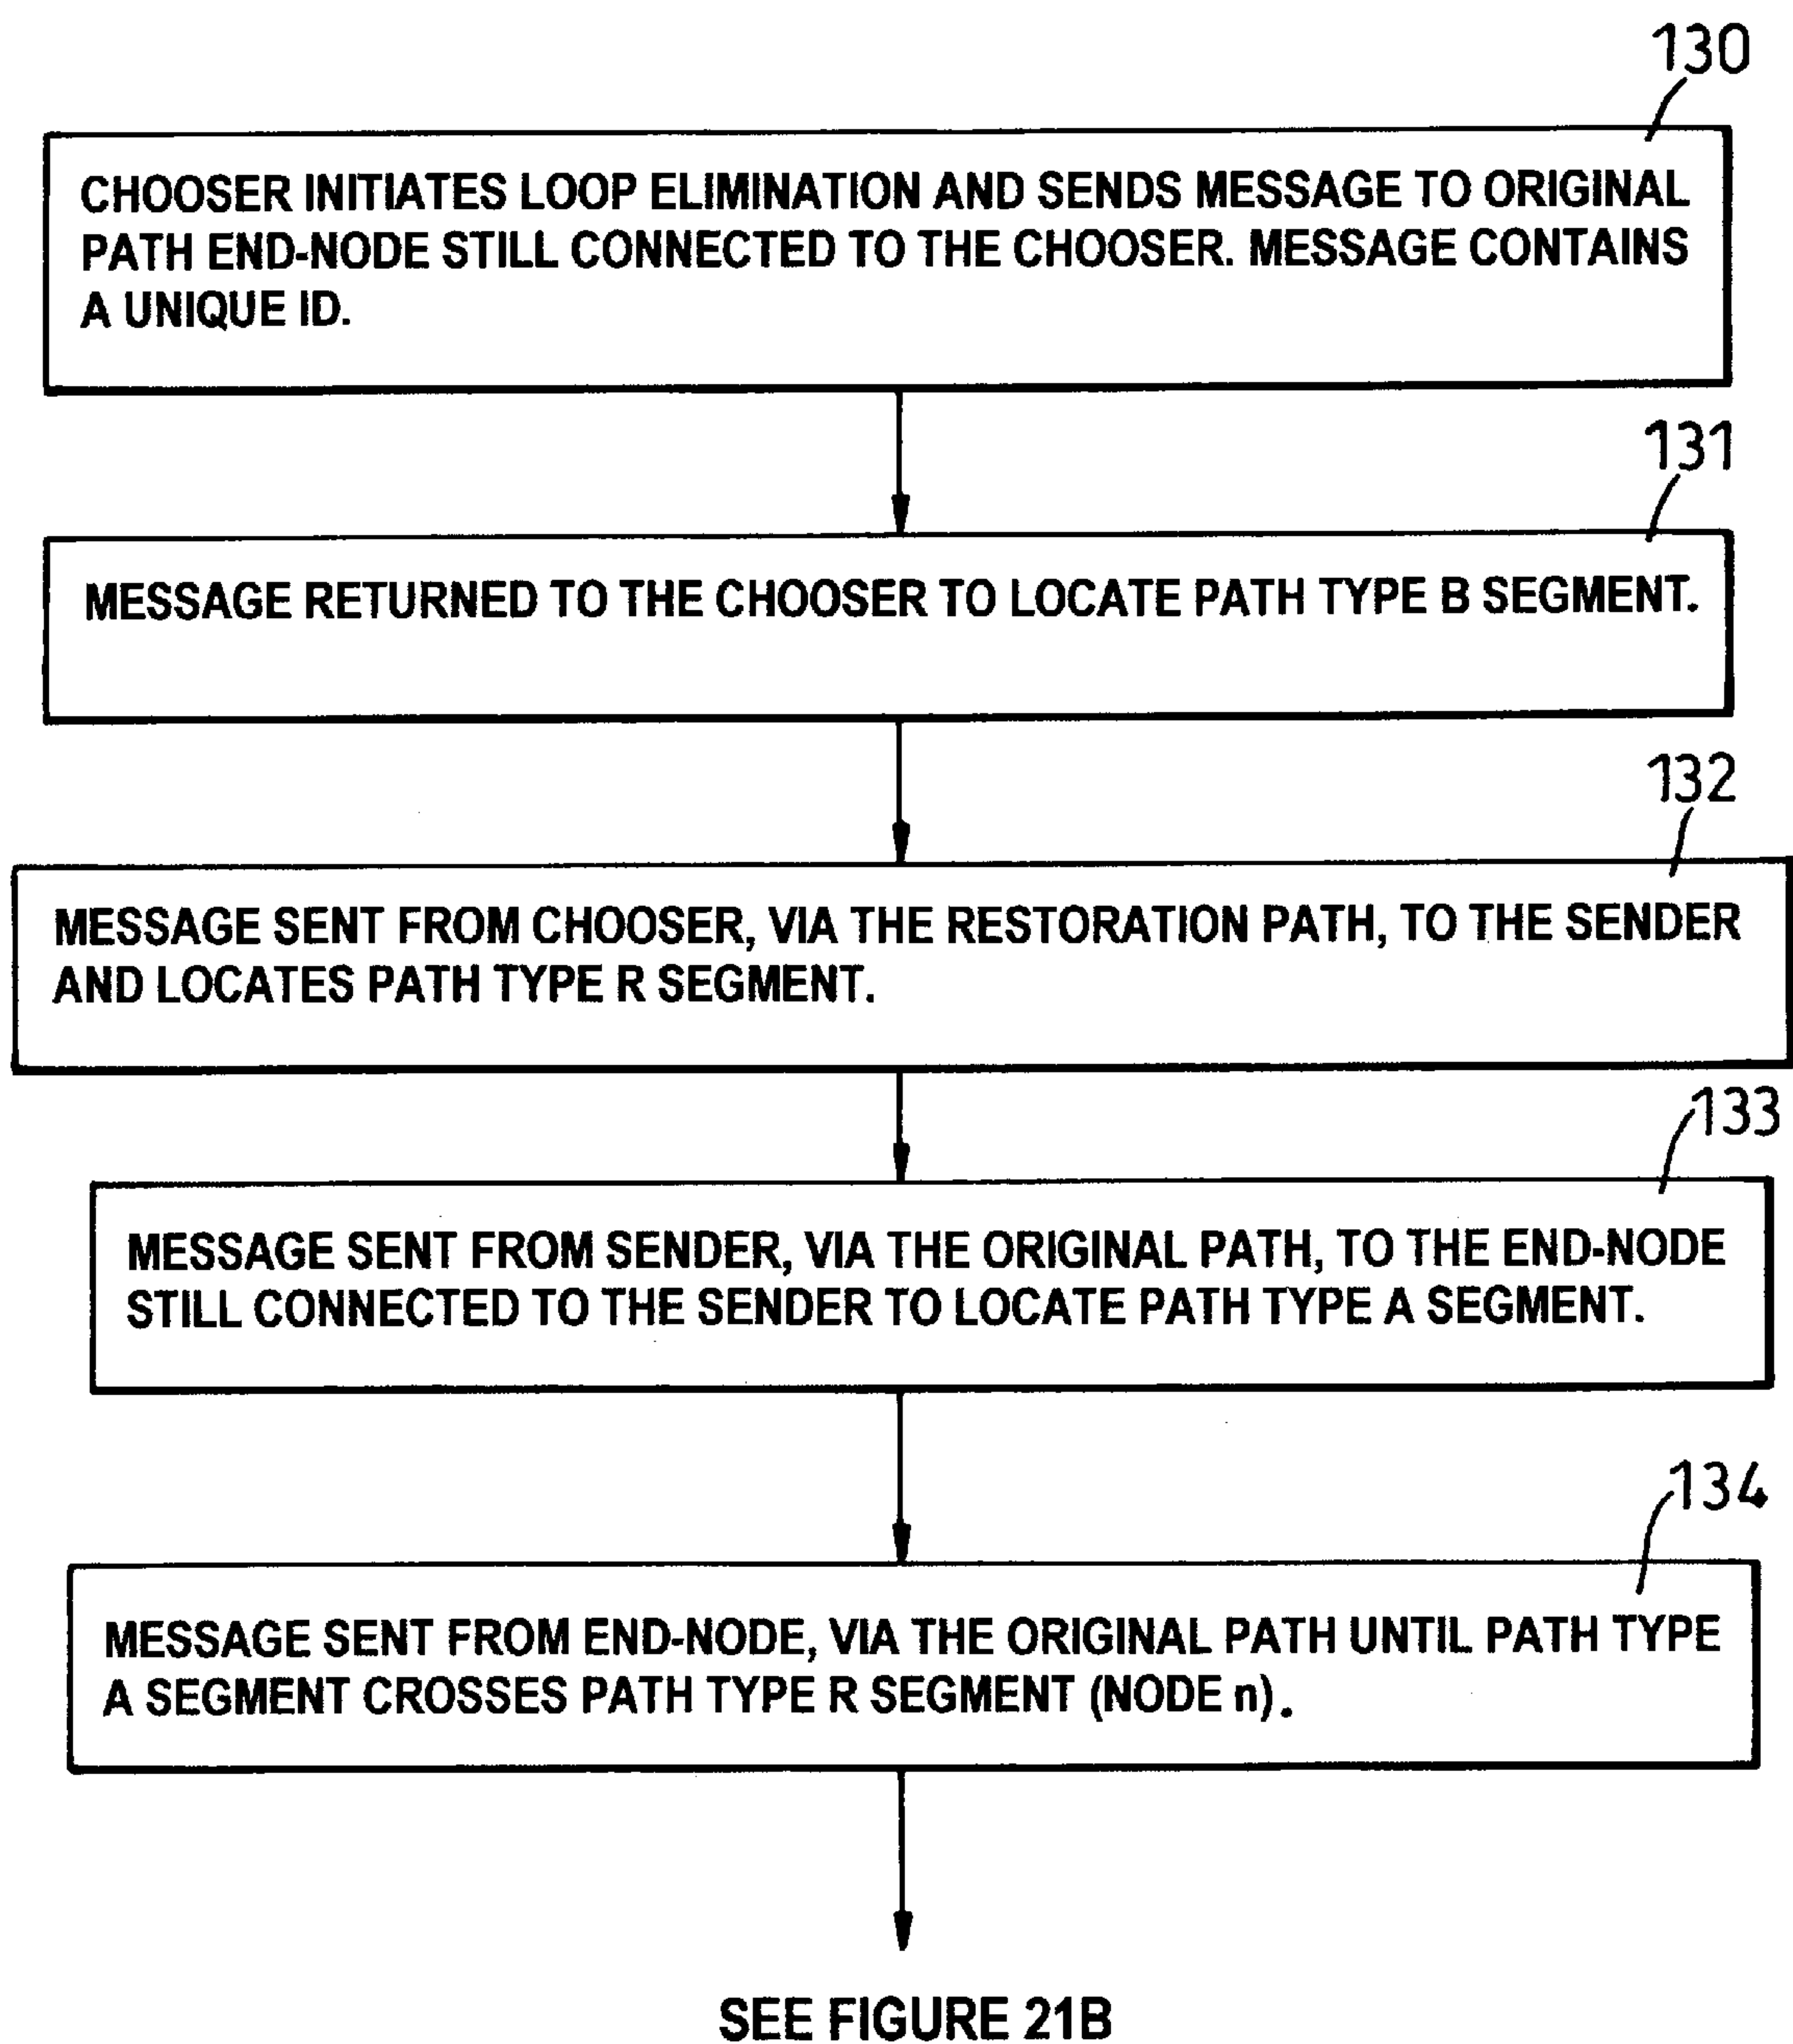 130
CHOOSER INITIATES LOOP ELIMINATION AND SENDS MESSAGE TO ORIGINAL
PATH END-NODE STILL CONNECTED TO THE CHOOSER. MESSAGE CONTAINS
A UNIQUE ID.
131
MESSAGE RETURNED TO THE CHOOSER TO LOCATE PATH TYPE B SEGMENT.
132
MESSAGE SENT FROM CHOOSER, VIA THE RESTORATION PATH, TO THE SENDER
AND LOCATES PATH TYPE R SEGMENT.
133
MESSAGE SENT FROM SENDER, VIA THE ORIGINAL PATH, TO THE END-NODE
STILL CONNECTED TO THE SENDER TO LOCATE PATH TYPE A SEGMENT.
134
MESSAGE SENT FROM END-NODE, VIA THE ORIGINAL PATH UNTIL PATH TYPE
A SEGMENT CROSSES PATH TYPE R SEGMENT (NODE n).
SEE FIGURE 21B